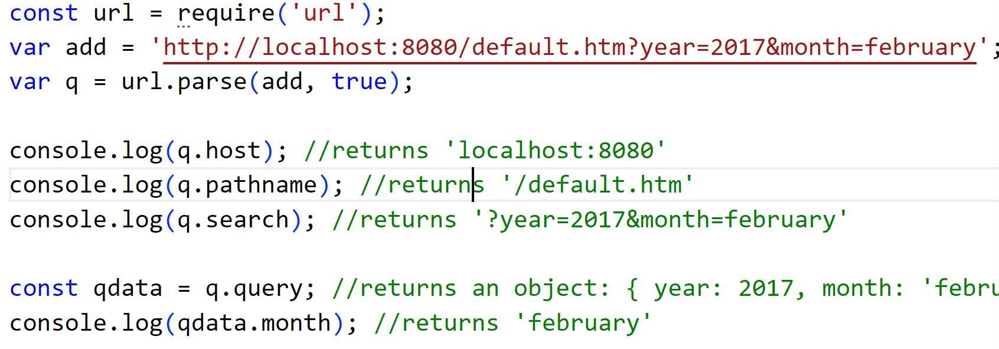 const url = require('url');
var add = 'http://localhost:8080/default.htm?year=2017&month=february';
var q = url.parse(add, true);
console.log(q.host); //returns 'localhost:8080'
console.log(q.pathname); //returns '/default.htm'
console.log(q.search); //returns '?year=2017&month=february'
const qdata = q.query; //returns an object: { year: 2017, month: 'febru
console.log(qdata.month); //returns 'february'